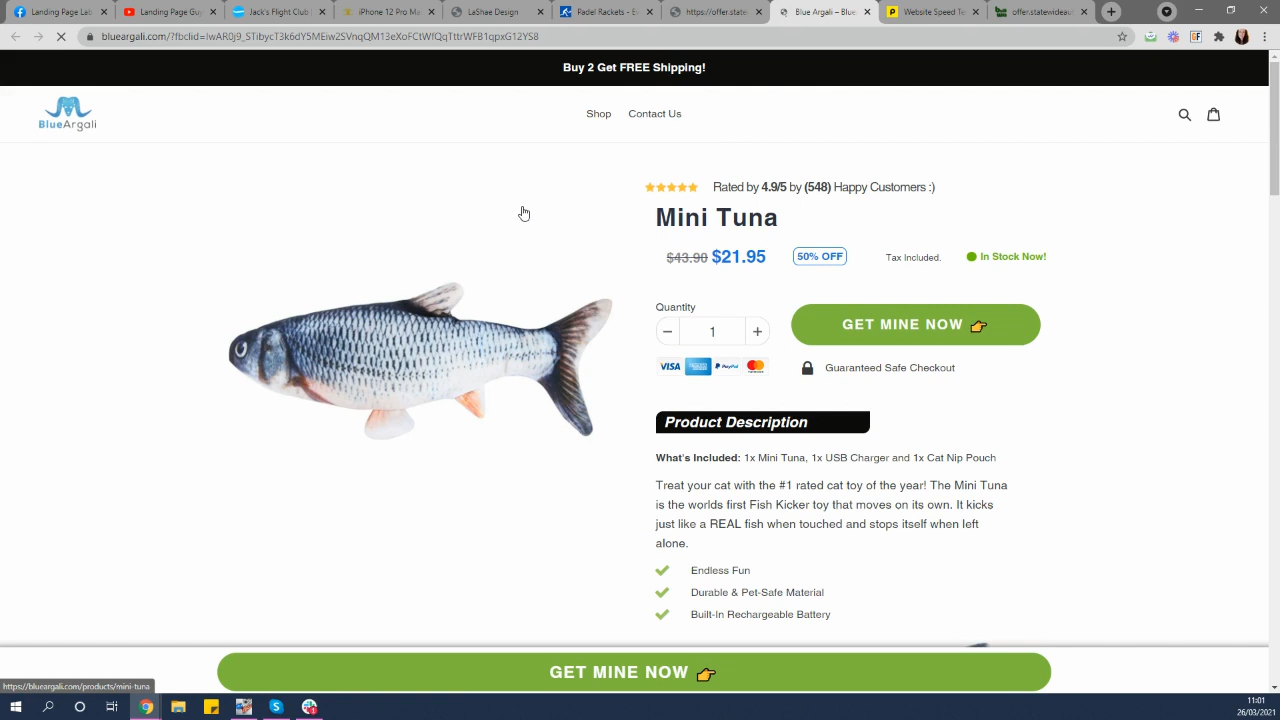 Landing Page Lab
Landing Page Gu
Jack's Flight Club
iPhone 12 Pro Ma
LaShae Design
Padel Rackets - E
https://offer.state
Blue Argali – Blue
Website Speed Te
offer.statewideau
blueargali.com/?fbclid=IwAR0j9_STibycT3k6dY5MEiw2SVnqQM13eXoFCtWfQqTttrWFB1qpxG12YS8
Buy 2 Get FREE Shipping!
BlueArgali
Shop
Contact Us
Rated by 4.9/5 by (548) Happy Customers :)
Mini Tuna
$43.90 $21.95
50% OFF
Tax Included.
In Stock Now!
Quantity
1
GET MINE NOW
VISA
PayPal
Guaranteed Safe Checkout
Product Description
What's Included: 1x Mini Tuna, 1x USB Charger and 1x Cat Nip Pouch
Treat your cat with the #1 rated cat toy of the year! The Mini Tuna
is the worlds first Fish Kicker toy that moves on its own. It kicks
just like a REAL fish when touched and stops itself when left
alone.
Endless Fun
Durable & Pet-Safe Material
Built-In Rechargeable Battery
GET MINE NOW
https://blueargali.com/products/mini-tuna
11:01
26/03/2021